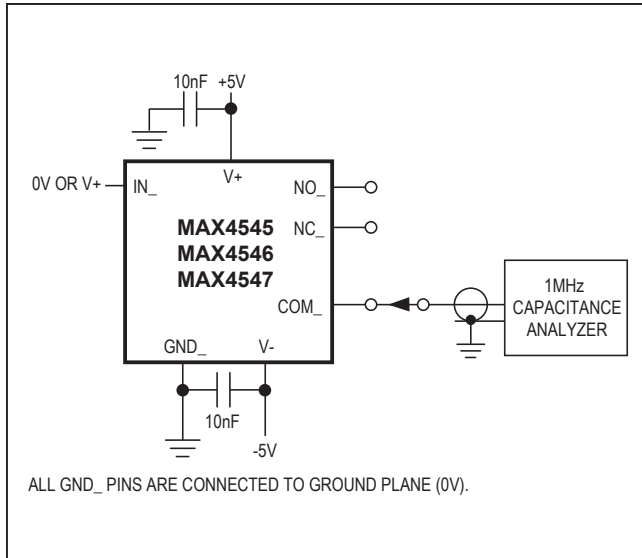 10nF +5V
0V OR V+
IN_
V+
NO_
NC_
MAX4545
MAX4546
MAX4547
COM_
1MHz
CAPACITANCE
ANALYZER
GND_
V-
10nF
-5V
ALL GND_ PINS ARE CONNECTED TO GROUND PLANE (0V).